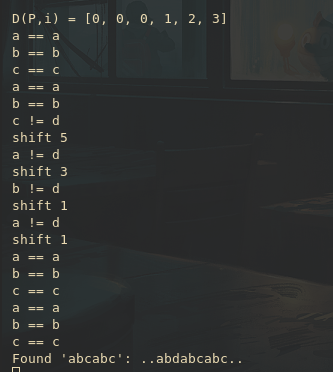 D(P,i) = [0, 0, 0, 1, 2, 3]
a == a
b == b
c == c
a == a
b == b
c != d
shift 5
a != d
shift 3
b != d
shift 1
a != d
shift 1
a == a
b == b
c == c
a == a
b == b
c == c
Found 'abcabc': ..abdabcabc..